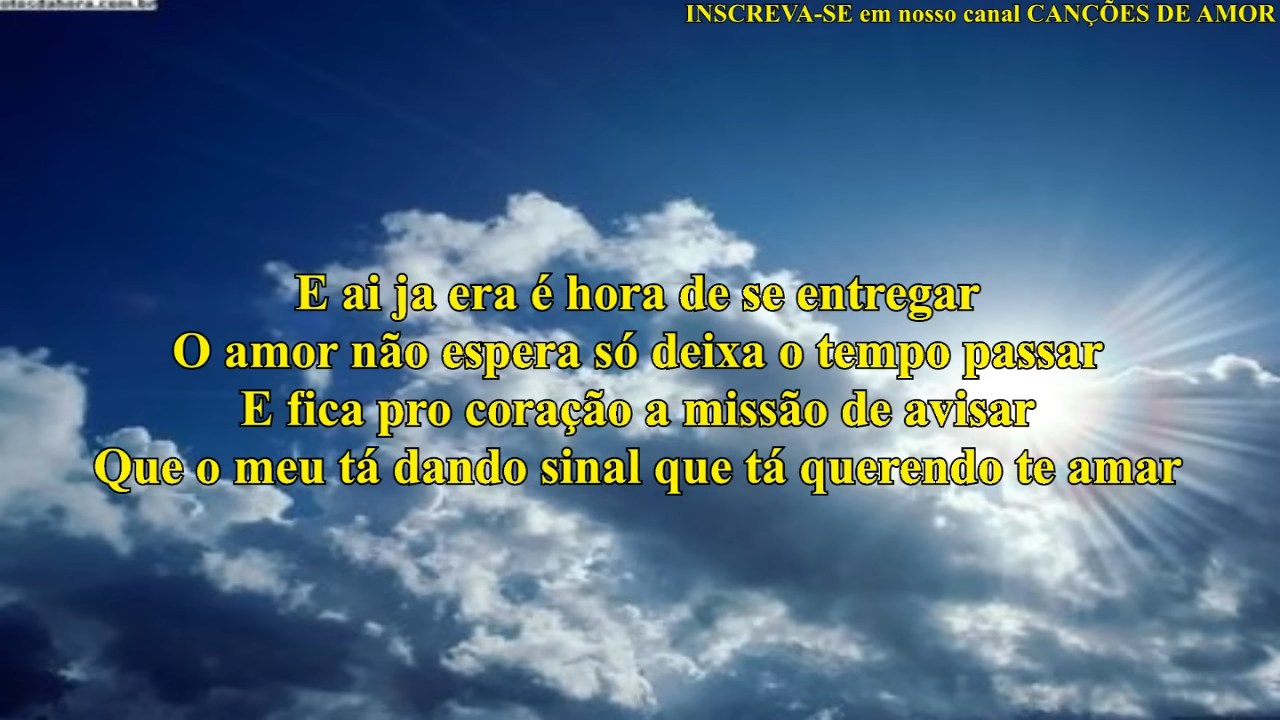 INSCREVA-SE em nosso canal CANÇÕES DE AMOR
E ai ja era é hora de se entregar
O amor não espera só deixa o tempo passar
E fica pro coração a missão de avisar
Que o meu tá dando sinal que tá querendo te amar